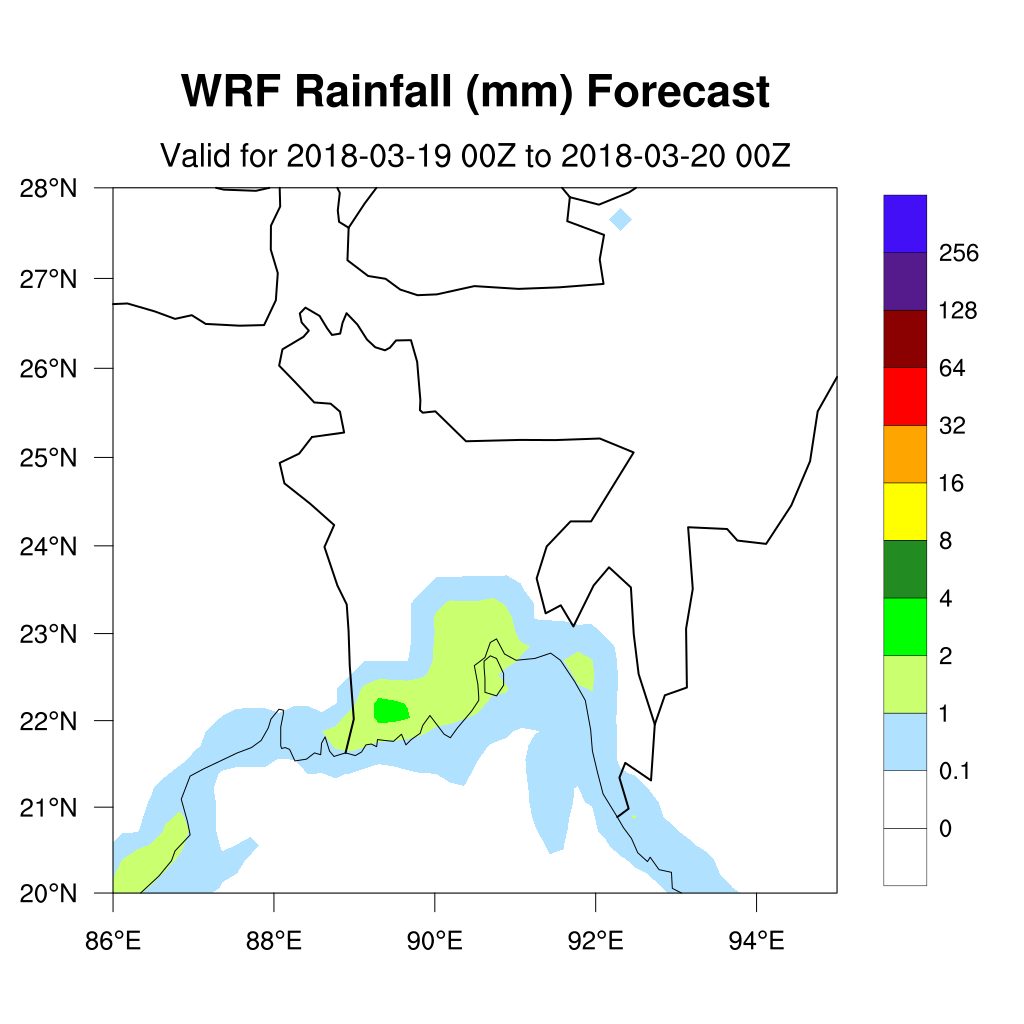 WRF Rainfall (mm) Forecast
Valid for 2018-03-19 00Z to 2018-03-20 00Z
28°N
27°N
26°N
25°N
24°N
23°N
22°N
21°N
20°N
86°E 88°E 90°E 92°E 94°E
256
128
64
32
16
8
4
2
1
0.1
0